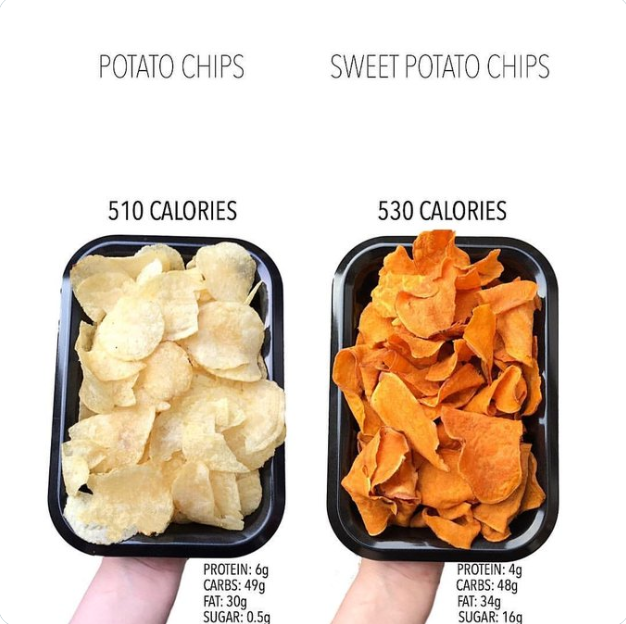 POTATO CHIPS
SWEET POTATO CHIPS
510 CALORIES
530 CALORIES
PROTEIN: 6g
CARBS: 49g
FAT: 30g
SUGAR: 0.5g
PROTEIN: 4g
CARBS: 48g
FAT: 34g
SUGAR: 16g